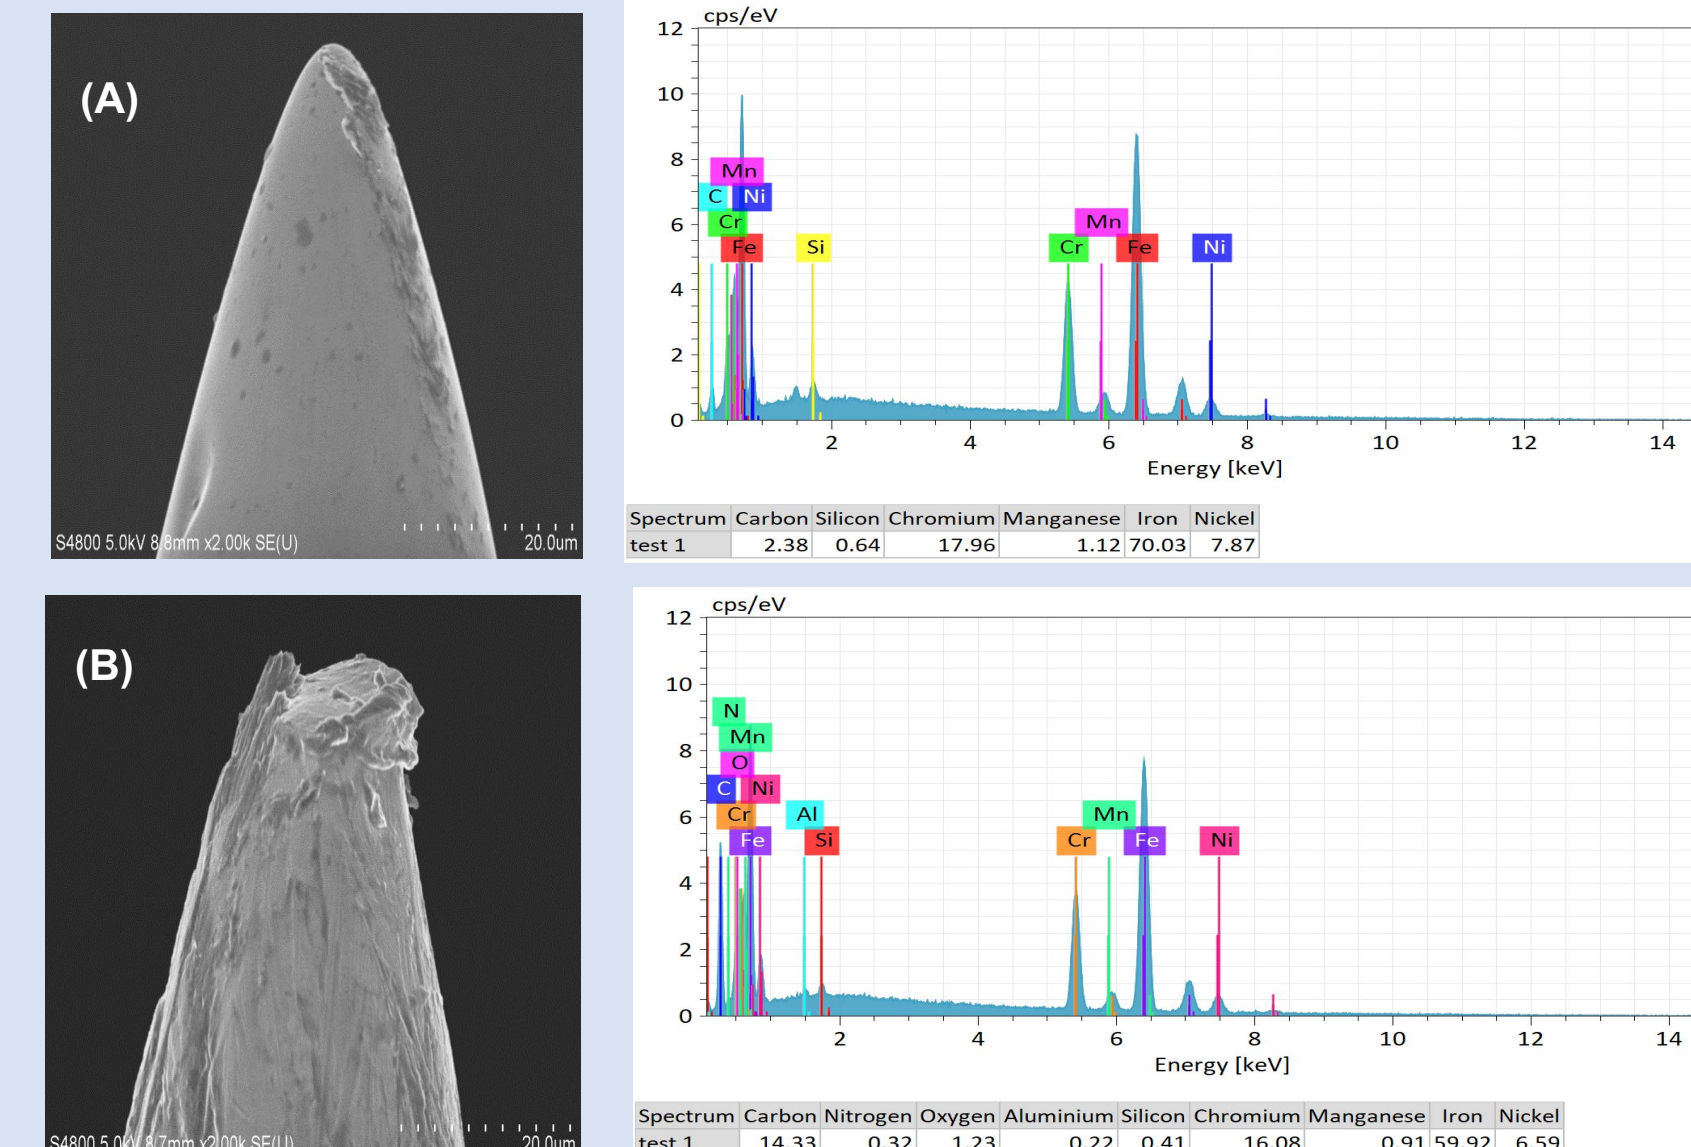 (A)
S4800 5.0kV 8.8mm x2.00k SE(U) 20.0um
cps/eV
12
10
8
6
4
2
0
Mn
C Ni
Cr
Fe
Si
Mn
Cr Fe Ni
2 4 6 8 10 12 14
Energy [keV]
Spectrum Carbon Silicon Chromium Manganese Iron Nickel
test 1 2.38 0.64 17.96 1.12 70.03 7.87
(B)
S4800 5.0kV 8.7mm x2.00k SE(U) 20.0um
cps/eV
12
10
8
6
4
2
0
N
Mn
O
C Ni
Cr Al Mn
Fe Si Cr Fe Ni
2 4 6 8 10 12 14
Energy [keV]
Spectrum Carbon Nitrogen Oxygen Aluminium Silicon Chromium Manganese Iron Nickel
test 1 14.33 0.32 1.23 0.22 0.41 16.08 0.91 59.92 6.59